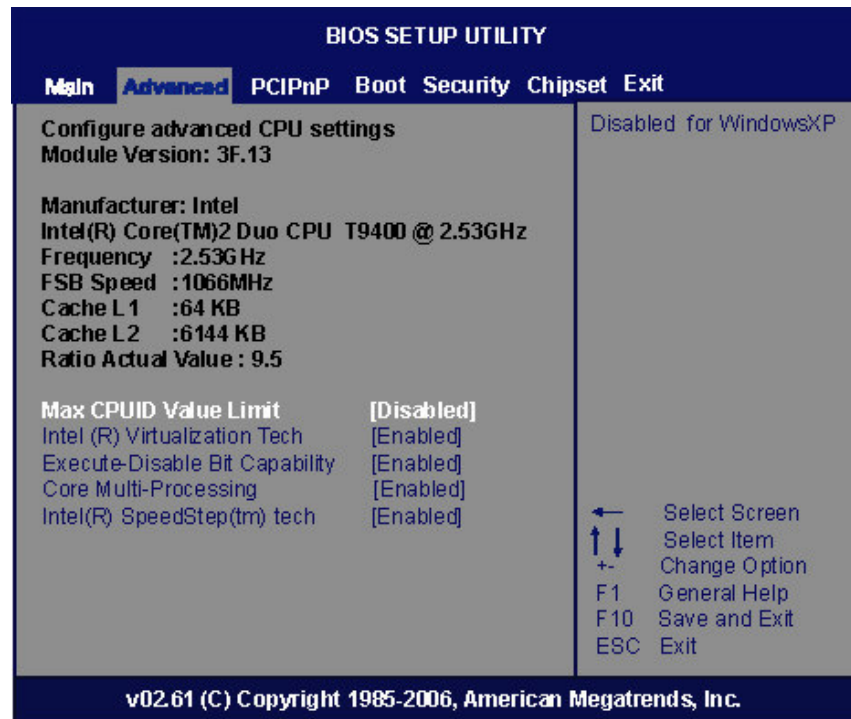 BIOS SETUP UTILITY
Main Advanced PCIPnP Boot Security Chipset Exit
Configure advanced CPU settings
Module Version: 3F.13
Manufacturer: Intel
Intel(R) Core(TM)2 Duo CPU T9400 @ 2.53GHz
Frequency :2.53GHz
FSB Speed :1066MHz
Cache L1 :64 KB
Cache L2 :6144 KB
Ratio Actual Value : 9.5
Max CPUID Value Limit [Disabled]
Intel (R) Virtualization Tech [Enabled]
Execute-Disable Bit Capability [Enabled]
Core Multi-Processing [Enabled]
Intel(R) SpeedStep(tm) tech [Enabled]
Disabled for WindowsXP
← Select Screen
↑↓ Select Item
+- Change Option
F1 General Help
F10 Save and Exit
ESC Exit
v02.61 (C) Copyright 1985-2006, American Megatrends, Inc.